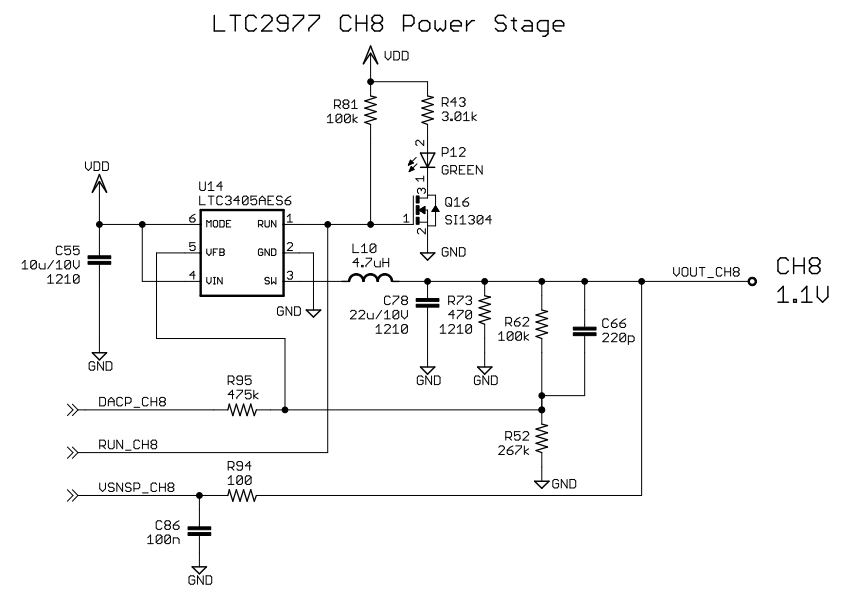 LTC2977 CH8 Power Stage
VDD
R81
100k
R43
3.01k
2
P12
GREEN
1
VDD
U14
LTC3405AES6
3
Q16
SI1304
1
2
GND
6 MODE RUN 1
5 VFB GND 2
4 VIN SW 3
C55
10u/10V
1210
GND
GND
L10
4.7uH
VOUT_CH8
CH8
1.1V
C78
22u/10V
1210
R73
470
1210
R62
100k
C66
220p
GND
GND
GND
R95
475k
DACP_CH8
R52
267k
RUN_CH8
GND
R94
100
VSNSP_CH8
C86
100n
GND